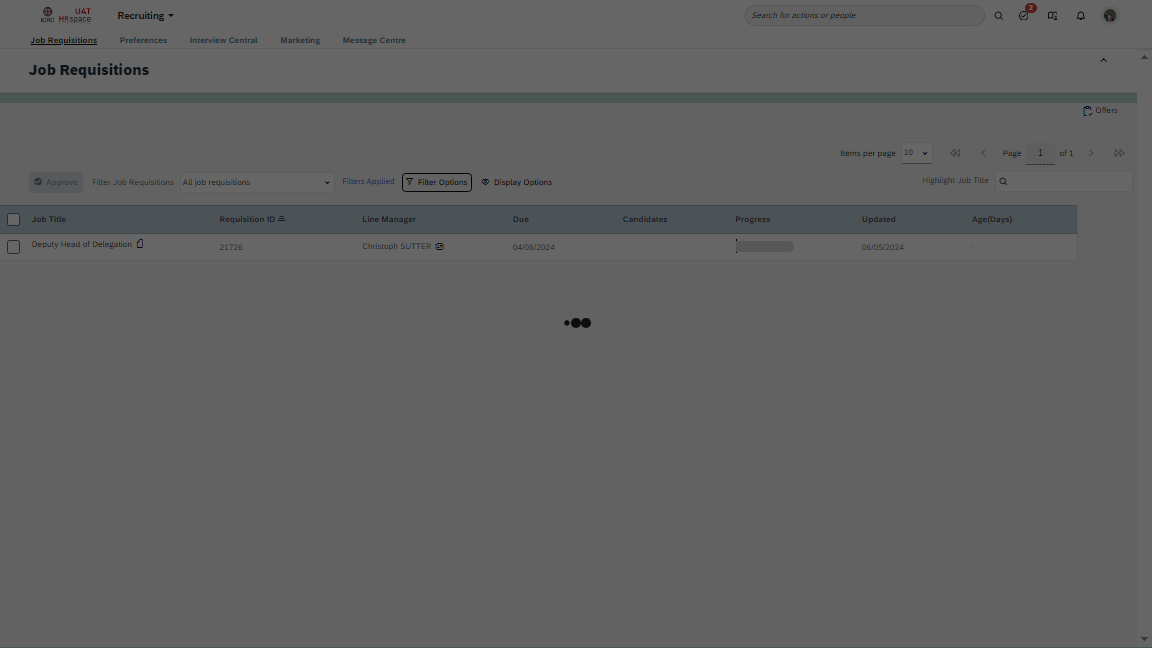 ICRC UAT HRspace Recruiting Search for actions or people 2
Job Requisitions Preferences Interview Central Marketing Message Centre
Job Requisitions
Offers
Items per page 10 Page 1 of 1
Approve Filter Job Requisitions All job requisitions Filters Applied Filter Options Display Options Highlight Job Title
Job Title Requisition ID Line Manager Due Candidates Progress Updated Age(Days)
Deputy Head of Delegation 21726 Christoph SUTTER 04/06/2024 - 06/05/2024 -